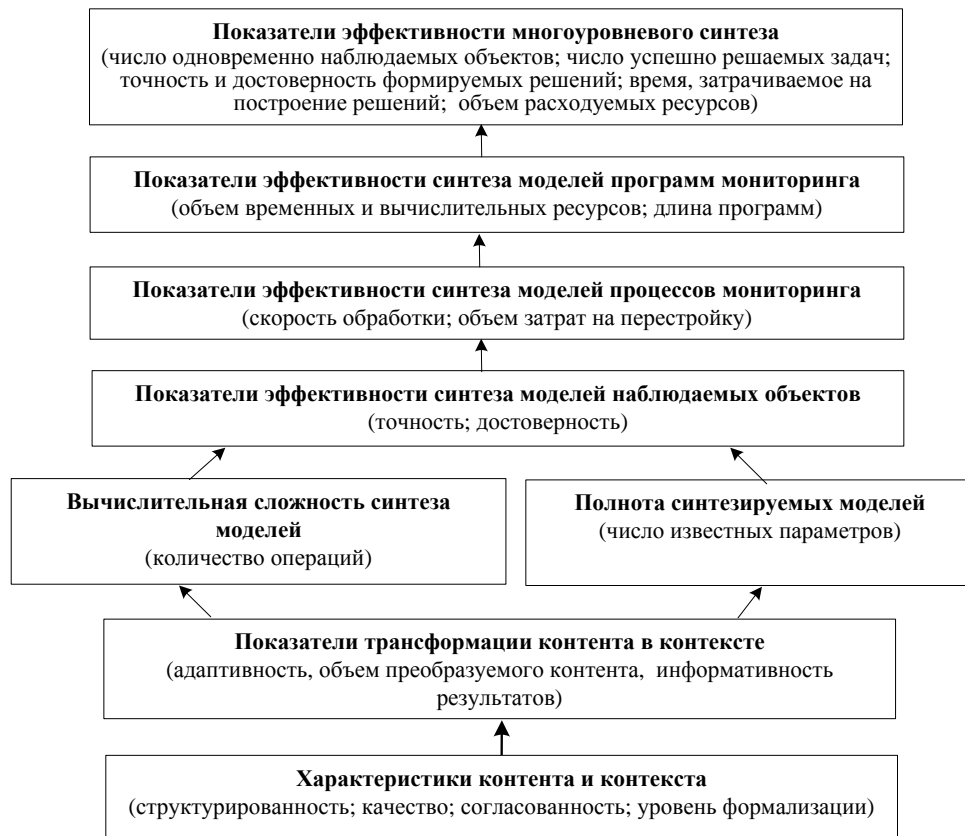 Показатели эффективности многоуровневого синтеза
(число одновременно наблюдаемых объектов; число успешно решаемых задач;
точность и достоверность формируемых решений; время, затрачиваемое на
построение решений; объем расходуемых ресурсов)
Показатели эффективности синтеза моделей программ мониторинга
(объем временных и вычислительных ресурсов; длина программ)
Показатели эффективности синтеза моделей процессов мониторинга
(скорость обработки; объем затрат на перестройку)
Показатели эффективности синтеза моделей наблюдаемых объектов
(точность; достоверность)
Вычислительная сложность синтеза
моделей
(количество операций)
Полнота синтезируемых моделей
(число известных параметров)
Показатели трансформации контента в контексте
(адаптивность, объем преобразуемого контента, информативность
результатов)
Характеристики контента и контекста
(структурированность; качество; согласованность; уровень формализации)